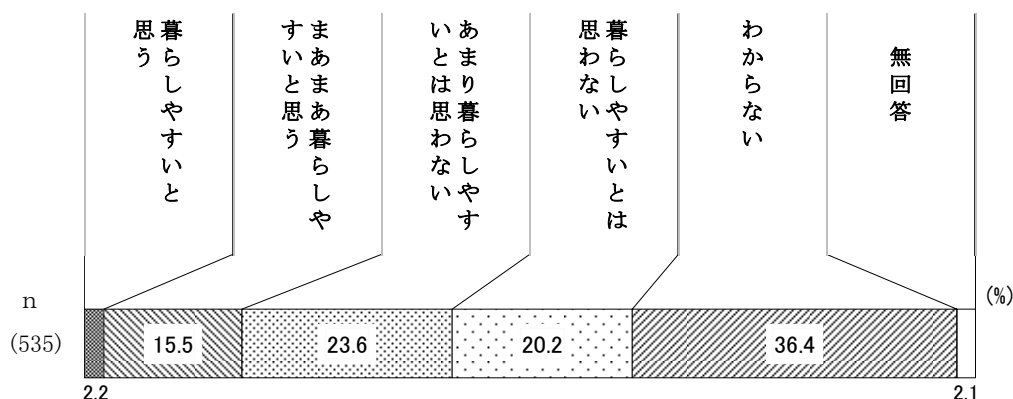 暮らしやすいと
思う
まあまあ暮らしや
すいと思う
あまり暮らしやす
いとは思わない
暮らしやすいとは
思わない
わからない
無回答
(%)
n
(535)
15.5
23.6
20.2
36.4
2.2
2.1